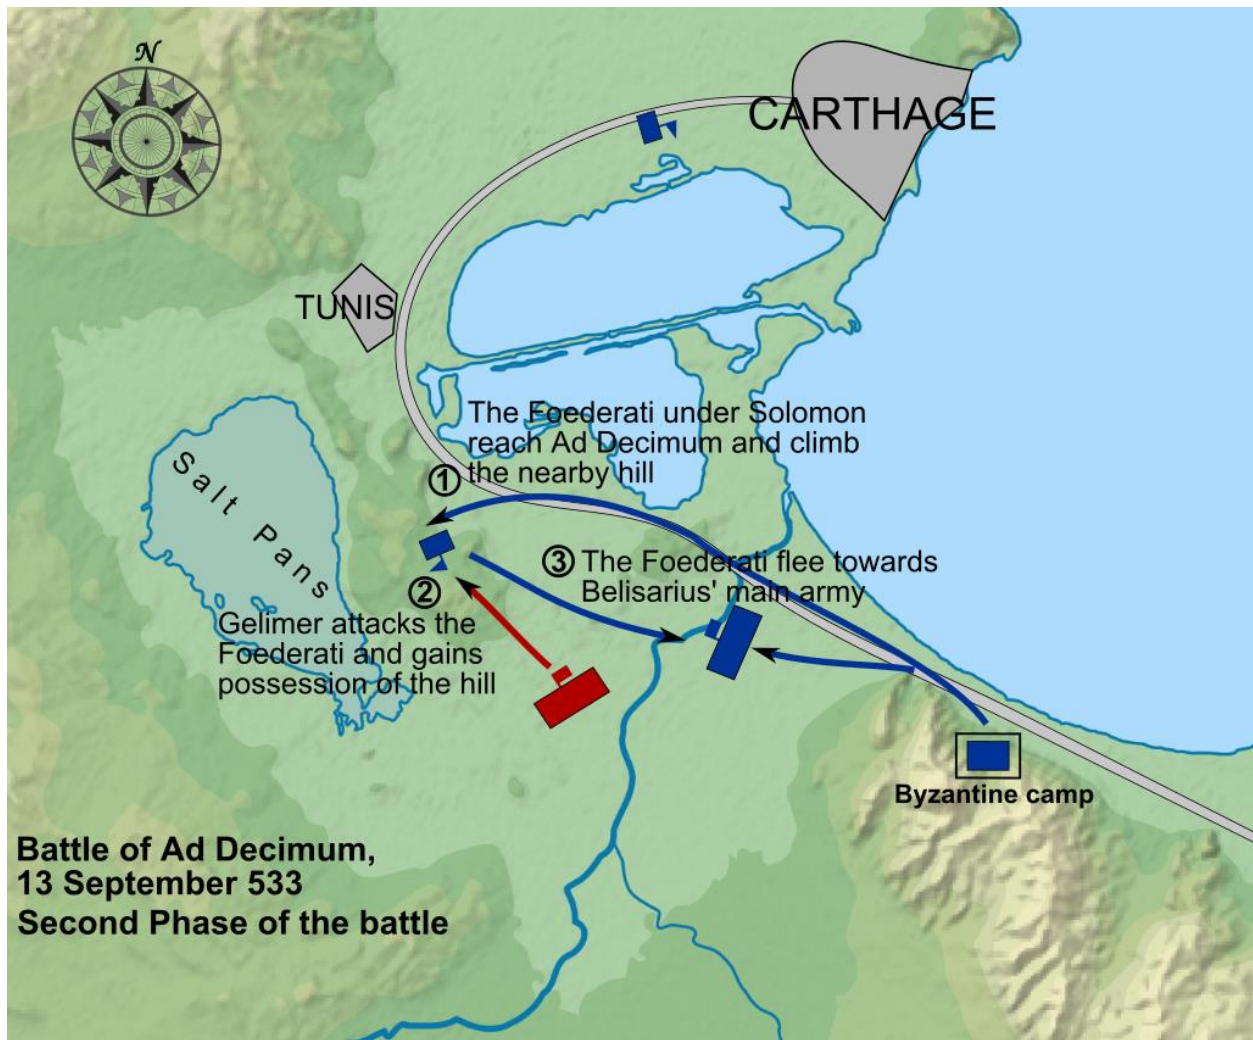 N
CARTHAGE
TUNIS
The Foederati under Solomon
reach Ad Decimum and climb
the nearby hill
1
Salt Pans
3 The Foederati flee towards
Belisarius' main army
2
Gelimer attacks the
Foederati and gains
possession of the hill
Byzantine camp
Battle of Ad Decimum,
13 September 533
Second Phase of the battle